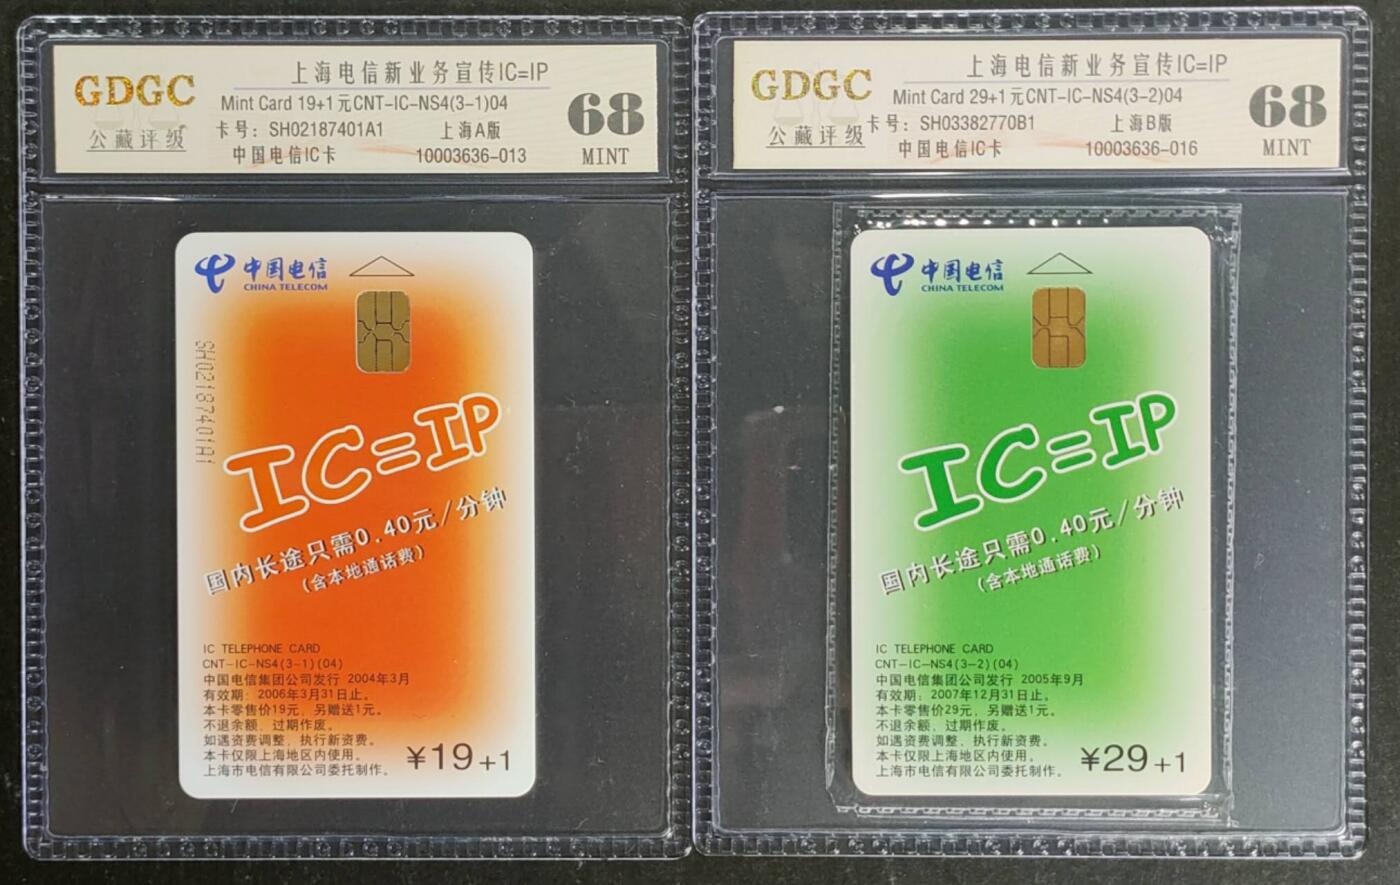 GDGC
公藏评级
上海电信新业务宣传IC=IP
Mint Card 19+1元CNT-IC-NS4(3-1)04
卡号：SH02187401A1 上海A版
中国电信IC卡 10003636-013
68
MINT
中国电信
CHINA TELECOM
SH02187401A1
IC=IP
国内长途只需0.40元/分钟
(含本地通话费)
IC TELEPHONE CARD
CNT-IC-NS4(3-1)(04)
中国电信集团公司发行 2004年3月
有效期：2006年3月31日止。
本卡零售价19元，另赠送1元。
不退余额，过期作废。
如遇资费调整，执行新资费。
本卡仅限上海地区内使用。
上海市电信有限公司委托制作。
¥19+1
GDGC
公藏评级
上海电信新业务宣传IC=IP
Mint Card 29+1元CNT-IC-NS4(3-2)04
卡号：SH03382770B1 上海B版
中国电信IC卡 10003636-016
68
MINT
中国电信
CHINA TELECOM
IC=IP
国内长途只需0.40元/分钟
(含本地通话费)
IC TELEPHONE CARD
CNT-IC-NS4(3-2)(04)
中国电信集团公司发行 2005年9月
有效期：2007年12月31日止。
本卡零售价29元，另赠送1元。
不退余额，过期作废。
如遇资费调整，执行新资费。
本卡仅限上海地区内使用。
上海市电信有限公司委托制作。
¥29+1